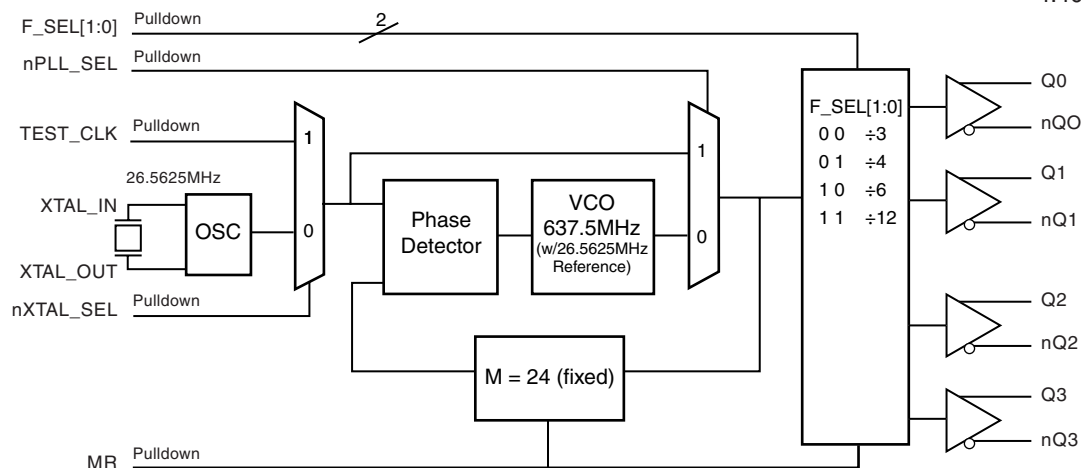 F_SEL[1:0] Pulldown 2
nPLL_SEL Pulldown
TEST_CLK Pulldown
26.5625MHz
XTAL_IN
OSC
XTAL_OUT
nXTAL_SEL Pulldown
1
0
Phase
Detector
VCO
637.5MHz
(w/26.5625MHz
Reference)
1
0
M = 24 (fixed)
MR Pulldown
F_SEL[1:0]
0 0 ÷3
0 1 ÷4
1 0 ÷6
1 1 ÷12
Q0
nQO
Q1
nQ1
Q2
nQ2
Q3
nQ3